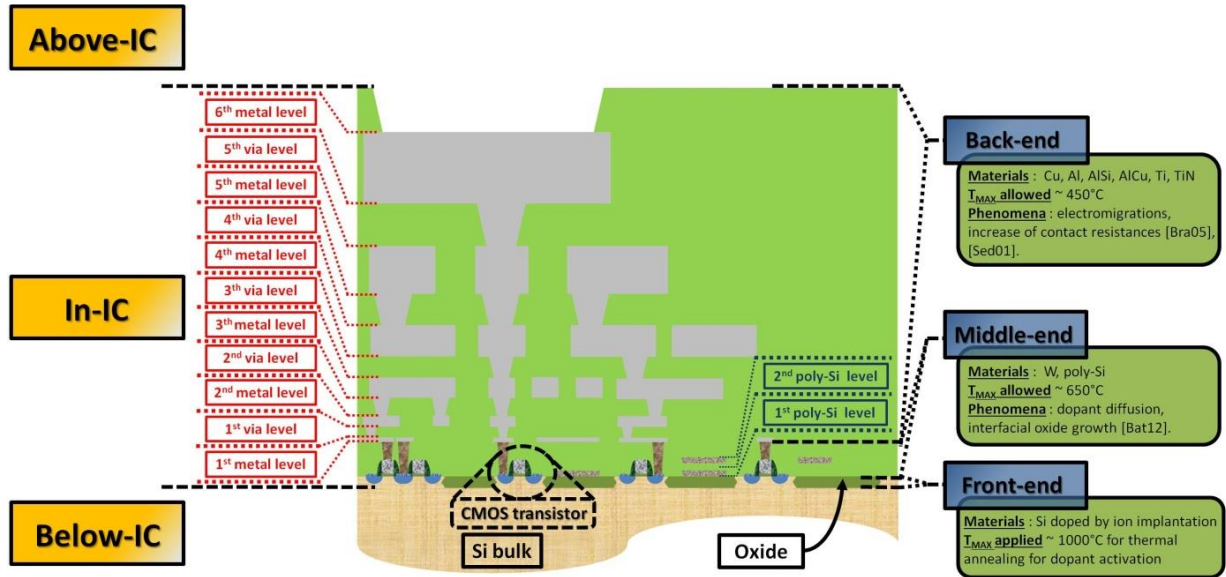 Above-IC
6th metal level
5th via level
5th metal level
4th via level
4th metal level
3th via level
3th metal level
2nd via level
2nd metal level
1st via level
1st metal level
In-IC
Below-IC
2nd poly-Si level
1st poly-Si level
CMOS transistor
Si bulk
Oxide
Back-end
Materials : Cu, Al, AlSi, AlCu, Ti, TiN
TMAX allowed ~ 450°C
Phenomena : electromigrations,
increase of contact resistances [Bra05],
[Sed01].
Middle-end
Materials : W, poly-Si
TMAX allowed ~ 650°C
Phenomena : dopant diffusion,
interfacial oxide growth [Bat12].
Front-end
Materials : Si doped by ion implantation
TMAX applied ~ 1000°C for thermal
annealing for dopant activation